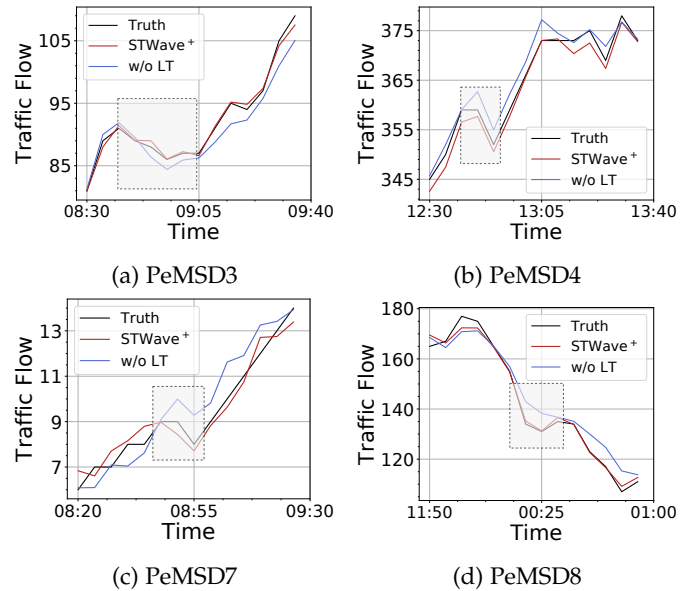 105
95
85
Traffic Flow
Truth
STWave+
w/o LT
08:30
09:05
09:40
Time
(a) PeMSD3
375
365
355
345
Traffic Flow
Truth
STWave+
w/o LT
12:30
13:05
13:40
Time
(b) PeMSD4
13
11
9
7
Traffic Flow
Truth
STWave+
w/o LT
08:20
08:55
09:30
Time
(c) PeMSD7
180
160
140
120
Traffic Flow
Truth
STWave+
w/o LT
11:50
00:25
01:00
Time
(d) PeMSD8